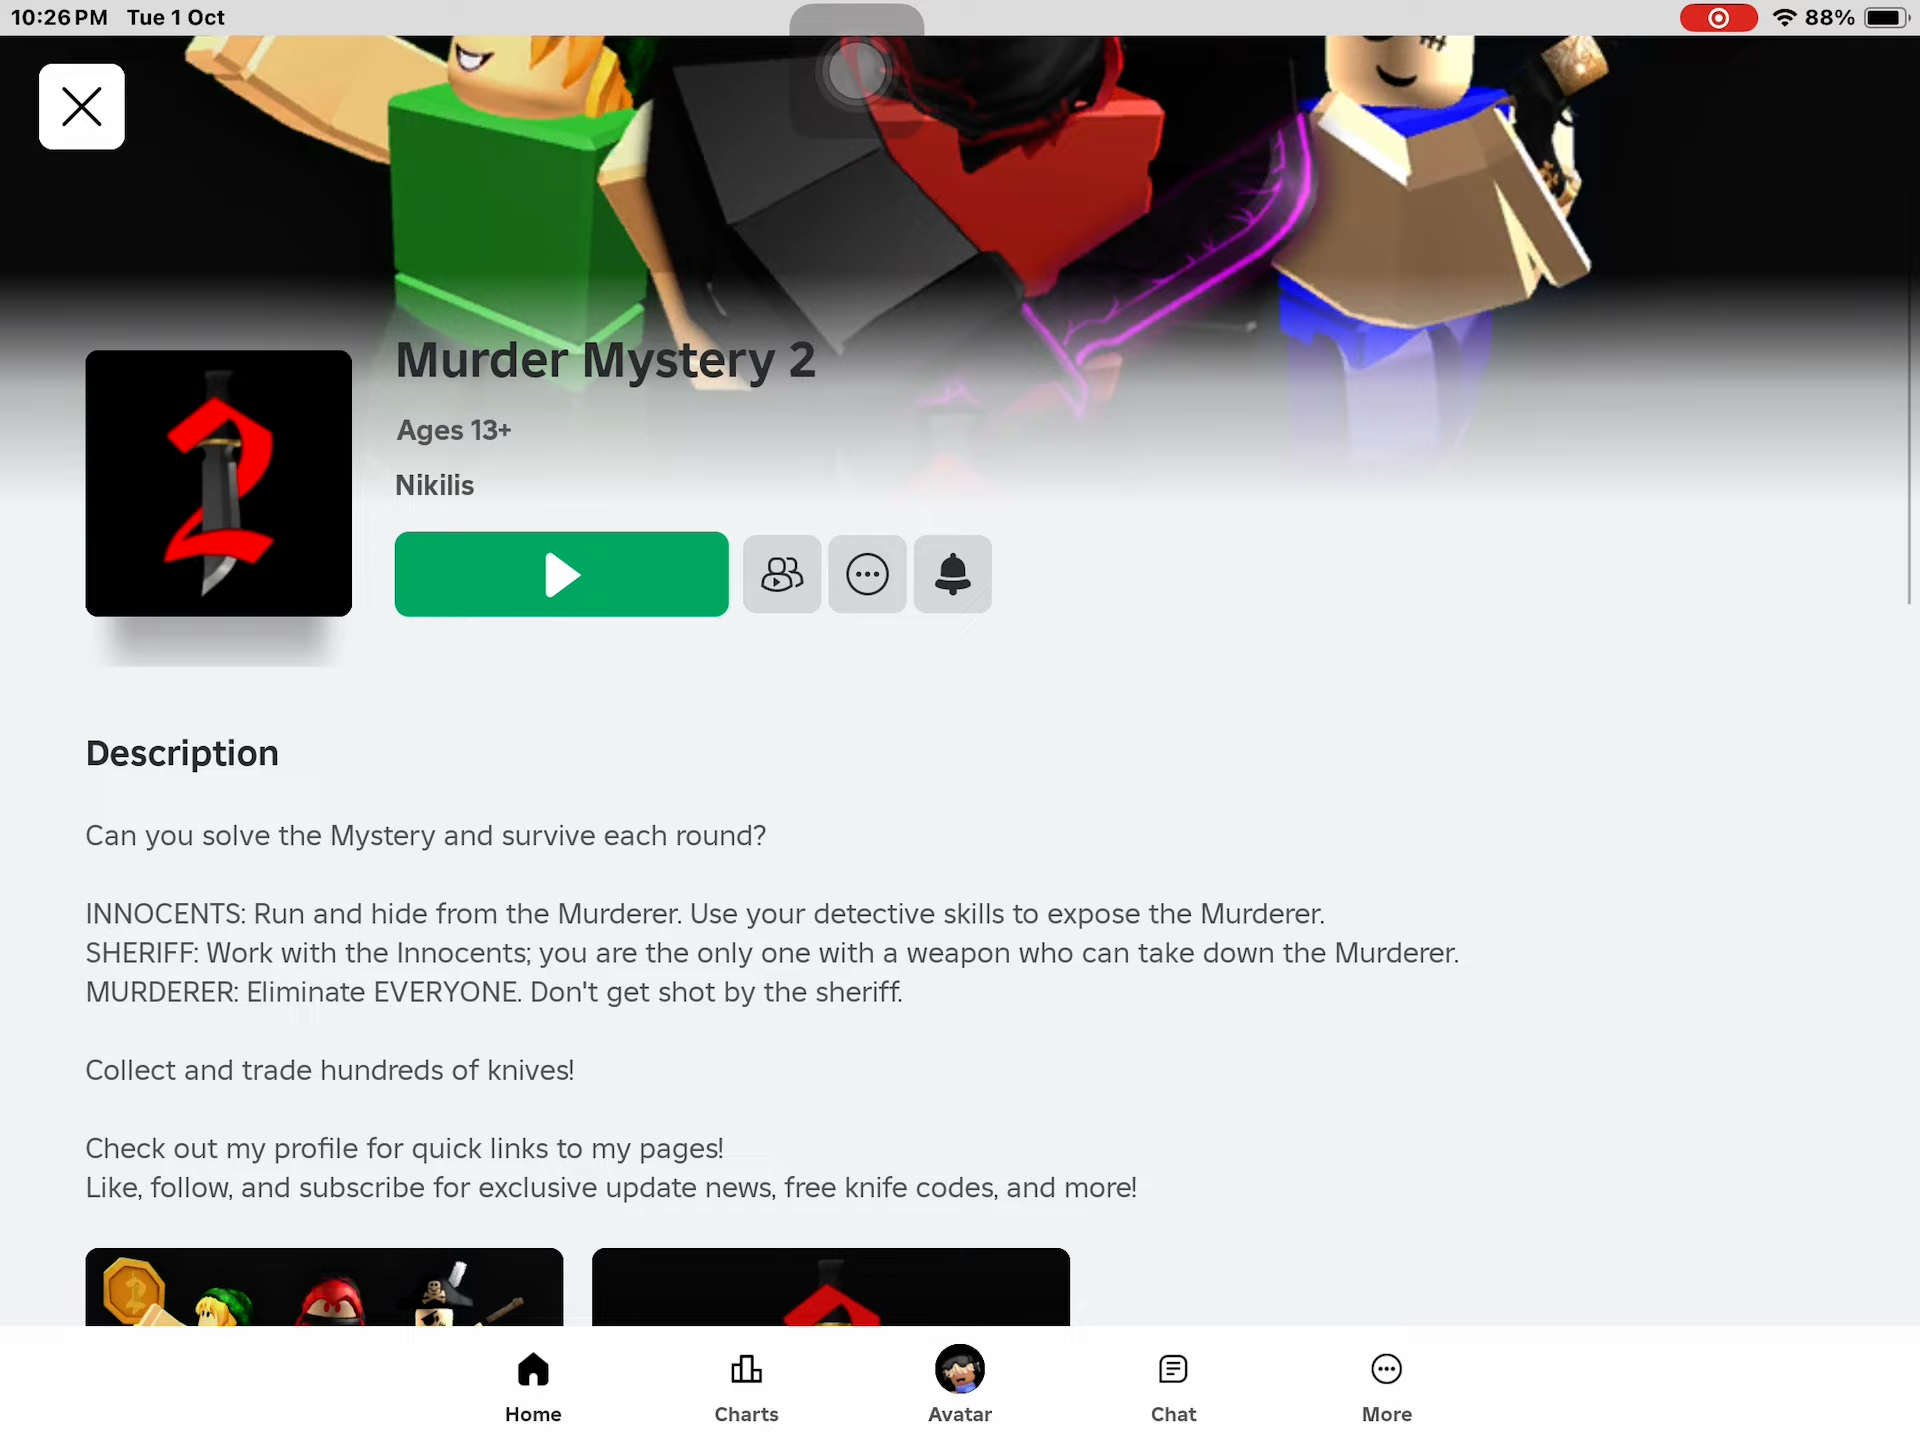 10:26 PM Tue 1 Oct
88%
Murder Mystery 2
Ages 13+
Nikilis
Description
Can you solve the Mystery and survive each round?
INNOCENTS: Run and hide from the Murderer. Use your detective skills to expose the Murderer.
SHERIFF: Work with the Innocents; you are the only one with a weapon who can take down the Murderer.
MURDERER: Eliminate EVERYONE. Don't get shot by the sheriff.
Collect and trade hundreds of knives!
Check out my profile for quick links to my pages!
Like, follow, and subscribe for exclusive update news, free knife codes, and more!
Home Charts Avatar Chat More